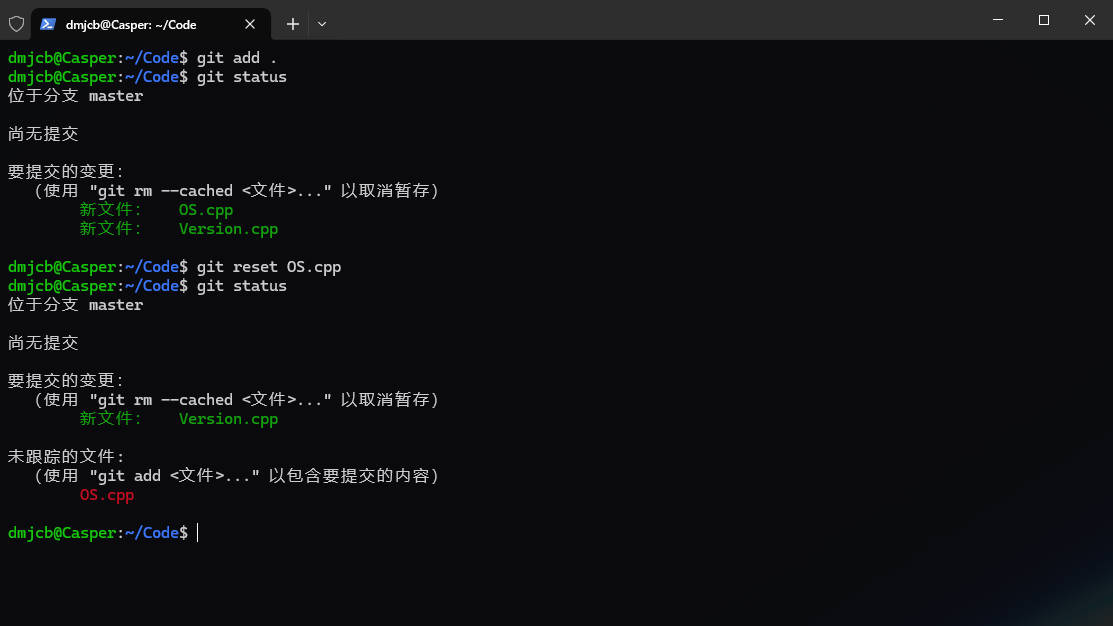 dmjcb@Casper: ~/Code
dmjcb@Casper:~/Code$ git add .
dmjcb@Casper:~/Code$ git status
位于分支 master
尚无提交
要提交的变更：
（使用 "git rm --cached <文件>..." 以取消暂存）
新文件： OS.cpp
新文件： Version.cpp
dmjcb@Casper:~/Code$ git reset OS.cpp
dmjcb@Casper:~/Code$ git status
位于分支 master
尚无提交
要提交的变更：
（使用 "git rm --cached <文件>..." 以取消暂存）
新文件： Version.cpp
未跟踪的文件:
（使用 "git add <文件>..." 以包含要提交的内容）
OS.cpp
dmjcb@Casper:~/Code$